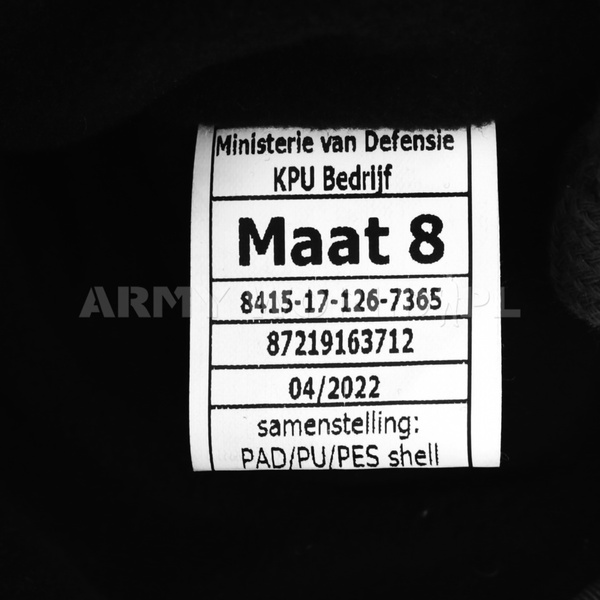 Ministerie van Defensie
KPU Bedrijf
Maat 8
8415-17-126-7365
87219163712
04/2022
samenstelling:
PAD/PU/PES shell